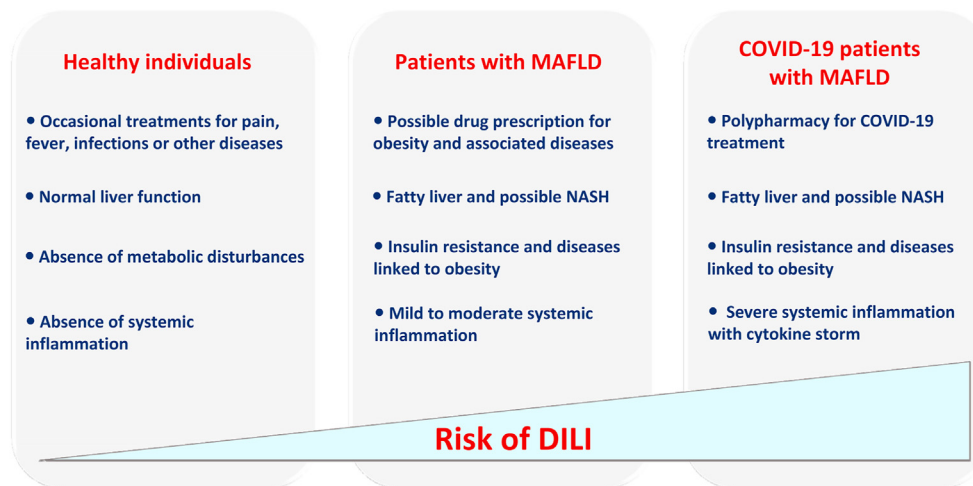 Healthy individuals
• Occasional treatments for pain,
fever, infections or other diseases
• Normal liver function
• Absence of metabolic disturbances
• Absence of systemic
inflammation
Patients with MAFLD
• Possible drug prescription for
obesity and associated diseases
• Fatty liver and possible NASH
• Insulin resistance and diseases
linked to obesity
• Mild to moderate systemic
inflammation
COVID-19 patients
with MAFLD
• Polypharmacy for COVID-19
treatment
• Fatty liver and possible NASH
• Insulin resistance and diseases
linked to obesity
• Severe systemic inflammation
with cytokine storm
Risk of DILI